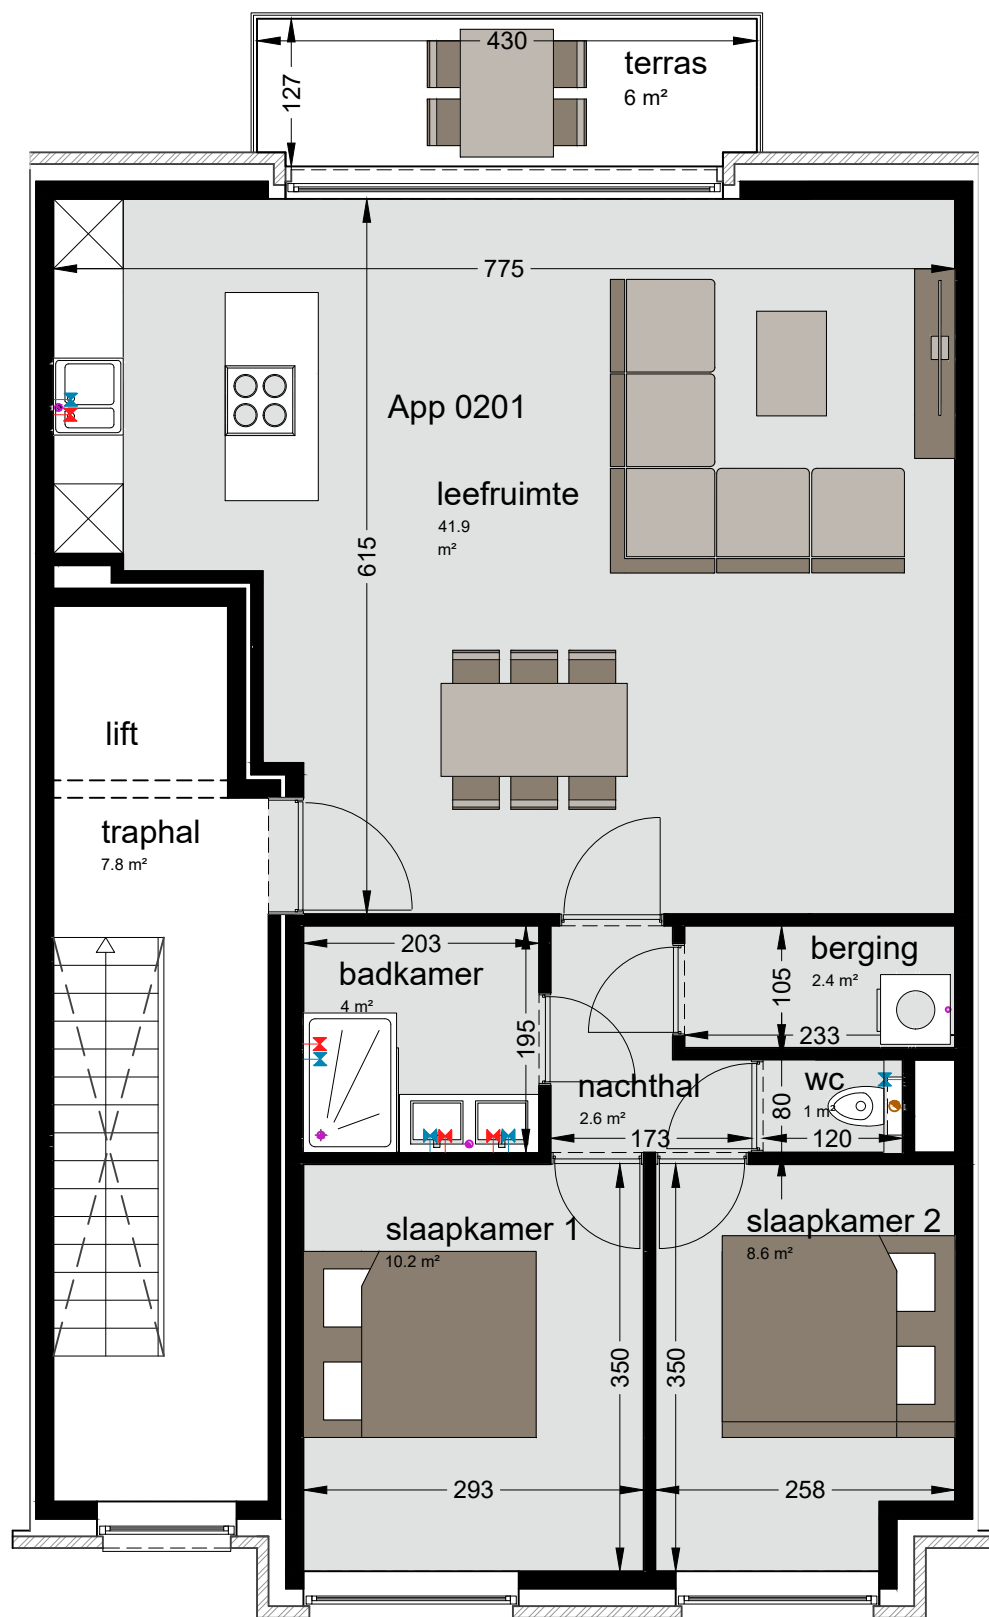 430
terras
6 m²
127
775
App 0201
leefruimte
41.9
m²
615
lift
traphal
7.8 m²
203
badkamer
4 m²
195
berging
2.4 m²
105
233
nachthal
2.6 m²
173
wc
1 m²
80
120
slaapkamer 1
10.2 m²
slaapkamer 2
8.6 m²
350
350
293
258